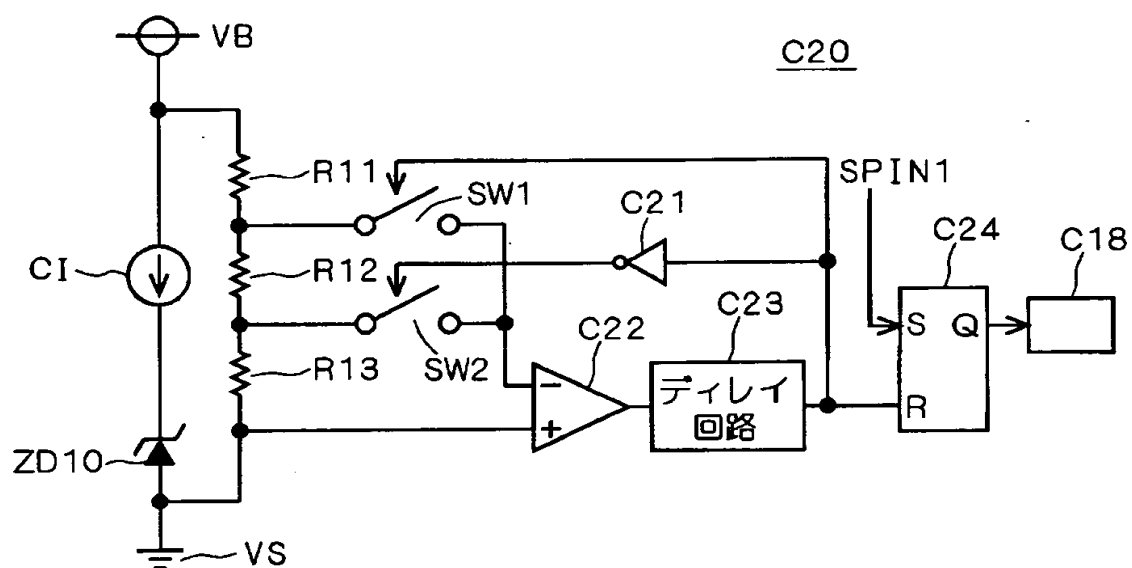 VB
C20
R11
SW1
SPIN1
C21
C24
C18
CI
R12
C22
C23
S Q
R13
SW2
−
ディレイ
回路
R
+
ZD10
VS